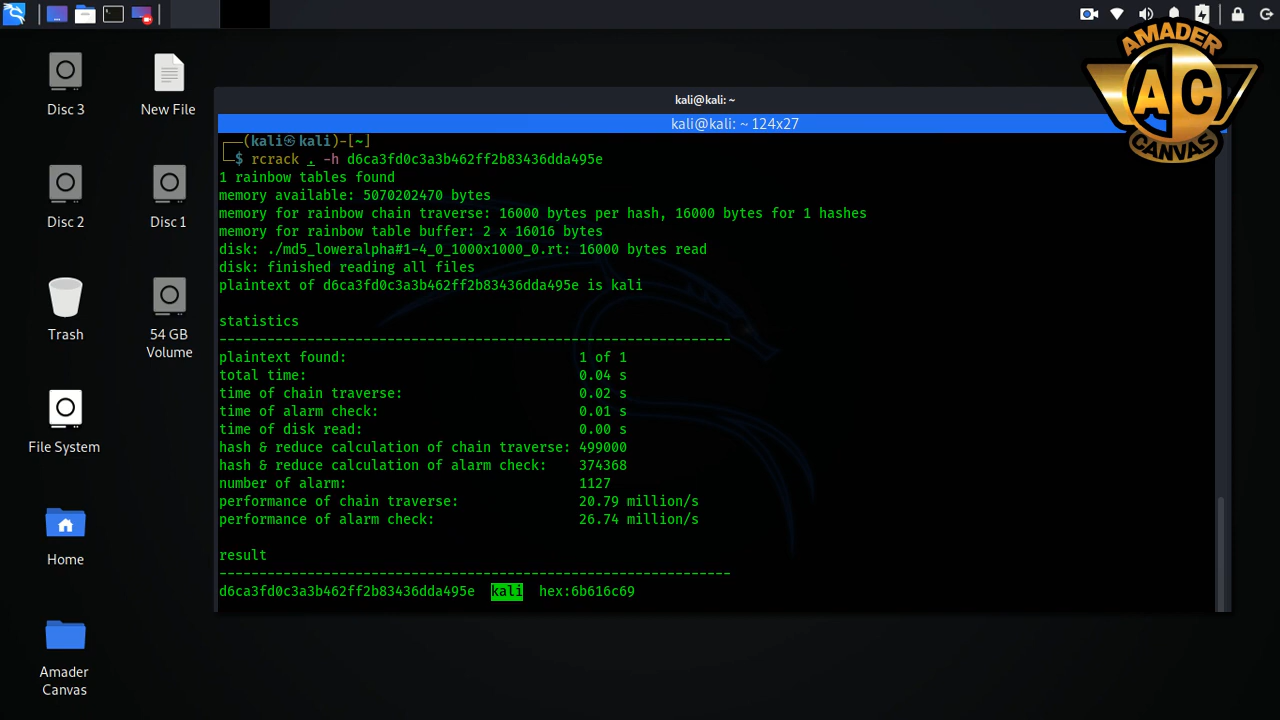 AMADER
AC
CANVAS
Disc 3
New File
Disc 2
Disc 1
Trash
54 GB
Volume
File System
Home
Amader
Canvas
kali@kali: ~
kali@kali: ~ 124x27
┌──(kali㉿kali)-[~]
└─$ rcrack . -h d6ca3fd0c3a3b462ff2b83436dda495e
1 rainbow tables found
memory available: 5070202470 bytes
memory for rainbow chain traverse: 16000 bytes per hash, 16000 bytes for 1 hashes
memory for rainbow table buffer: 2 x 16016 bytes
disk: ./md5_loweralpha#1-4_0_1000x1000_0.rt: 16000 bytes read
disk: finished reading all files
plaintext of d6ca3fd0c3a3b462ff2b83436dda495e is kali
statistics
----------------------------------------------------------------
plaintext found: 1 of 1
total time: 0.04 s
time of chain traverse: 0.02 s
time of alarm check: 0.01 s
time of disk read: 0.00 s
hash & reduce calculation of chain traverse: 499000
hash & reduce calculation of alarm check: 374368
number of alarm: 1127
performance of chain traverse: 20.79 million/s
performance of alarm check: 26.74 million/s
result
----------------------------------------------------------------
d6ca3fd0c3a3b462ff2b83436dda495e kali hex:6b616c69